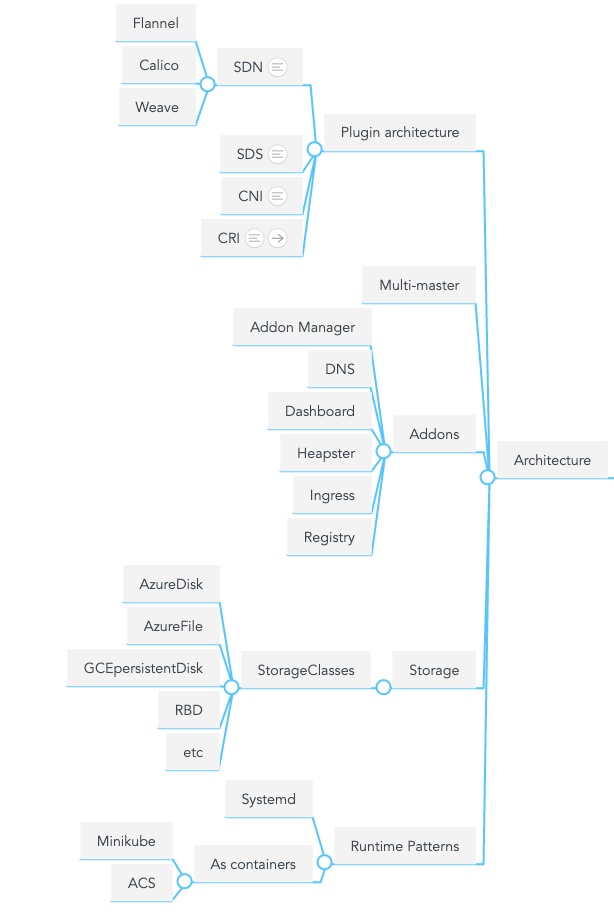 Flannel
Calico
SDN
Weave
Plugin architecture
SDS
CNI
CRI
Multi-master
Addon Manager
DNS
Dashboard
Addons
Heapster
Architecture
Ingress
Registry
AzureDisk
AzureFile
GCEpersistentDisk
StorageClasses
Storage
RBD
etc
Systemd
Minikube
Runtime Patterns
As containers
ACS